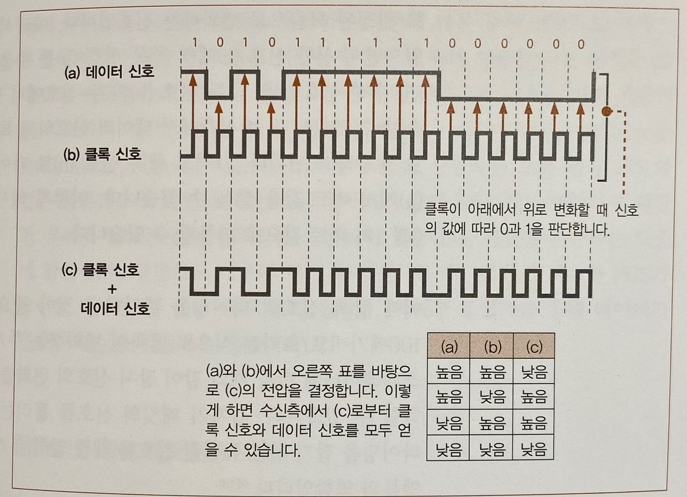 1 0 1 0 1 1 1 1 1 1 0 0 0 0 0 0
(a) 데이터 신호
(b) 클록 신호
클록이 아래에서 위로 변화할 때 신호
의 값에 따라 0과 1을 판단합니다.
(c) 클록 신호
+
데이터 신호
(a)와 (b)에서 오른쪽 표를 바탕으
로 (c)의 전압을 결정합니다. 이렇
게 하면 수신측에서 (c)로부터 클
록 신호와 데이터 신호를 모두 얻
을 수 있습니다.
(a) (b) (c)
높음 높음 낮음
높음 낮음 높음
낮음 높음 높음
낮음 낮음 낮음